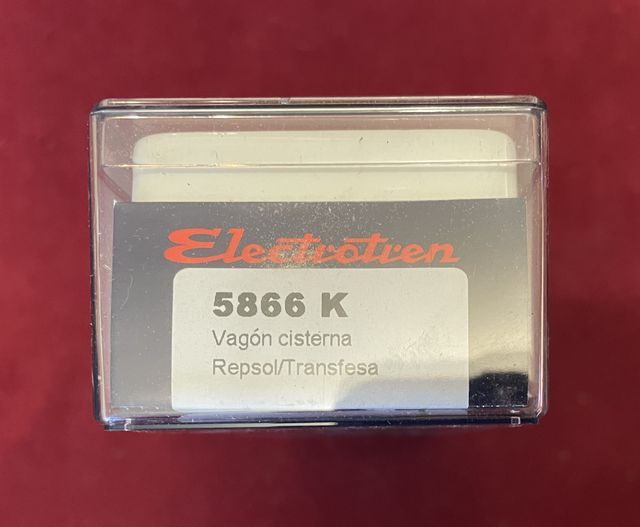 Electrotren
5866 K
Vagón cisterna
Repsol/Transfesa